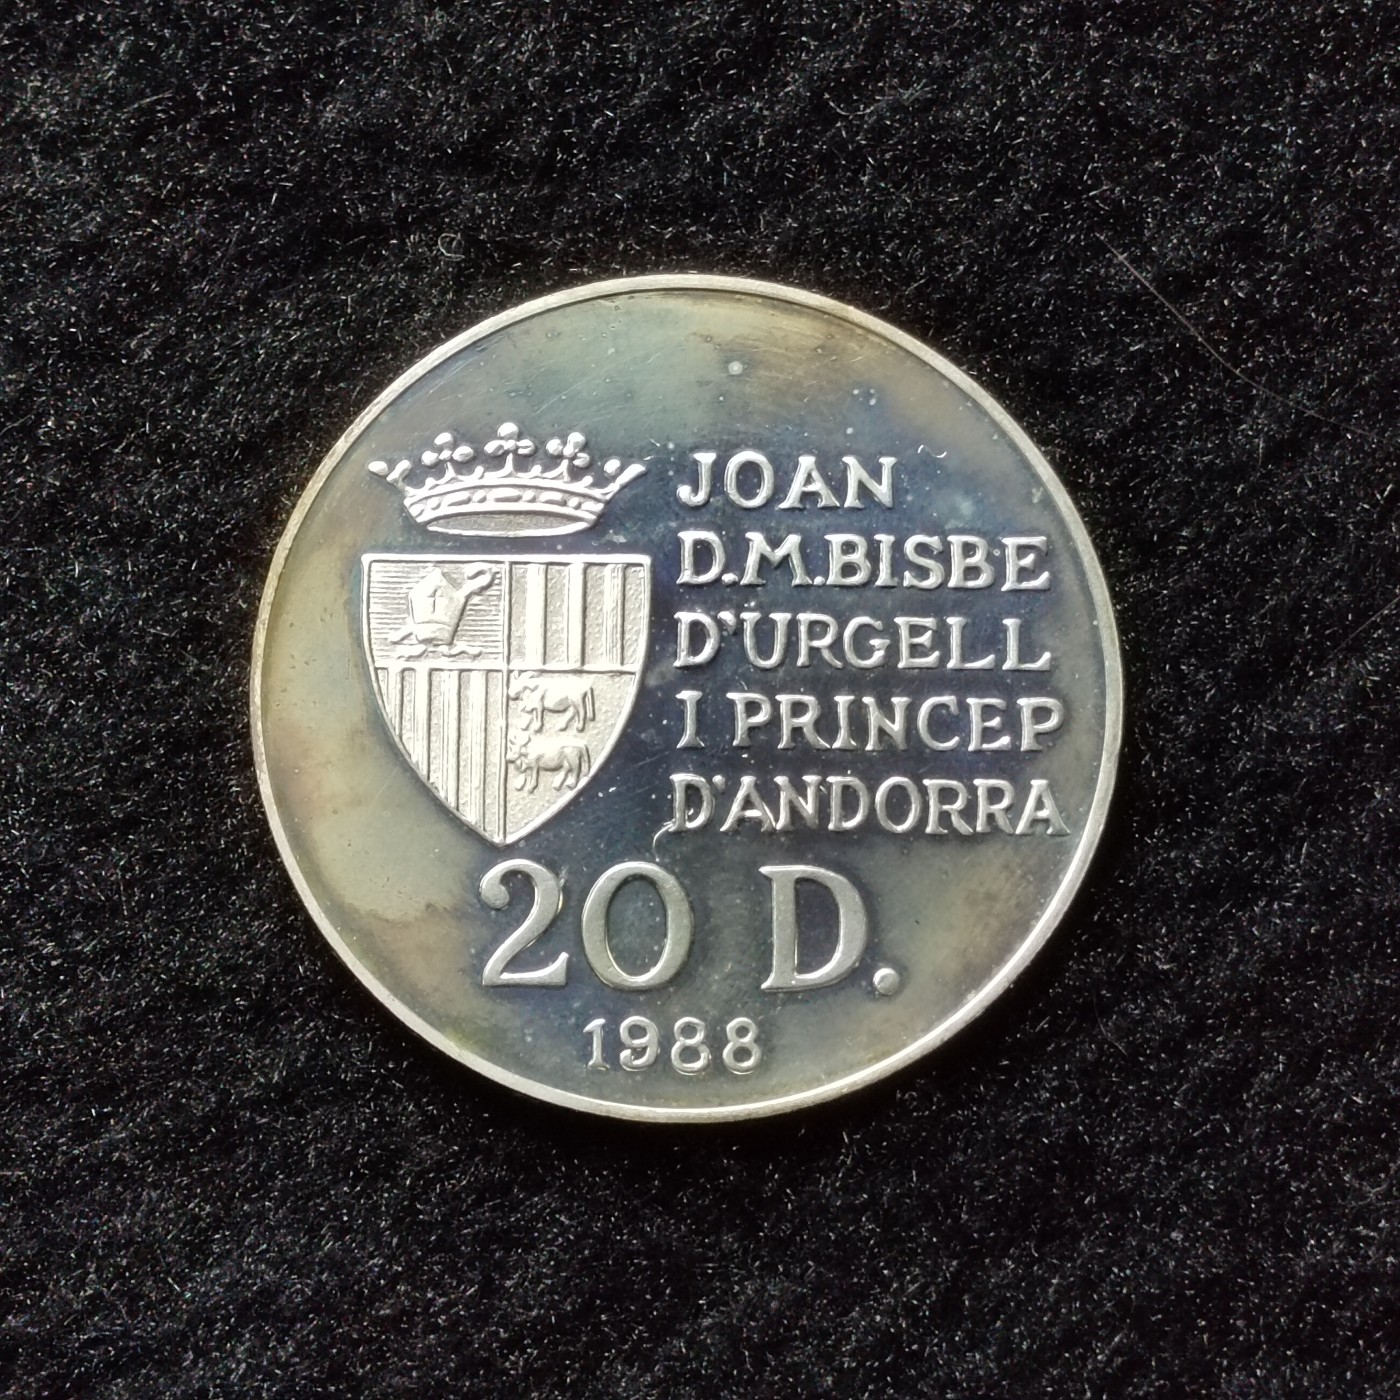 JOAN
D.M.BISBE
D'URGELL
I PRINCEP
D'ANDORRA
20 D.
1988